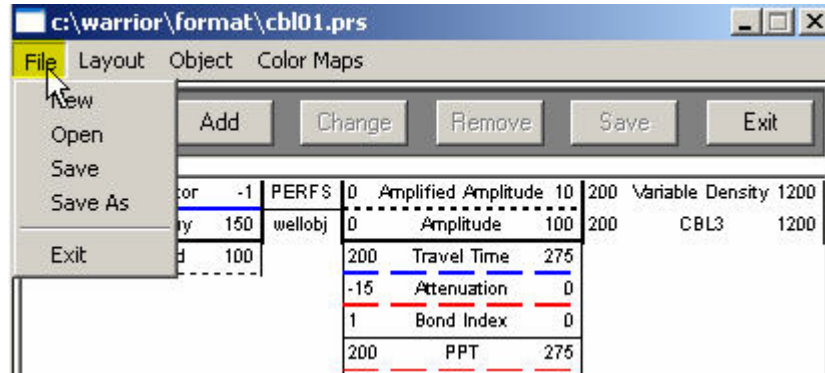 c:\warrior\format\cbl01.prs
File Layout Object Color Maps
New
Open
Save
Save As
Exit
Add Change Remove Save Exit
tor -1 PERFS 0 Amplified Amplitude 10 200 Variable Density 1200
150 wellobj 0 Amplitude 100 200 CBL3 1200
100 200 Travel Time 275
-15 Attenuation 0
1 Bond Index 0
200 PPT 275